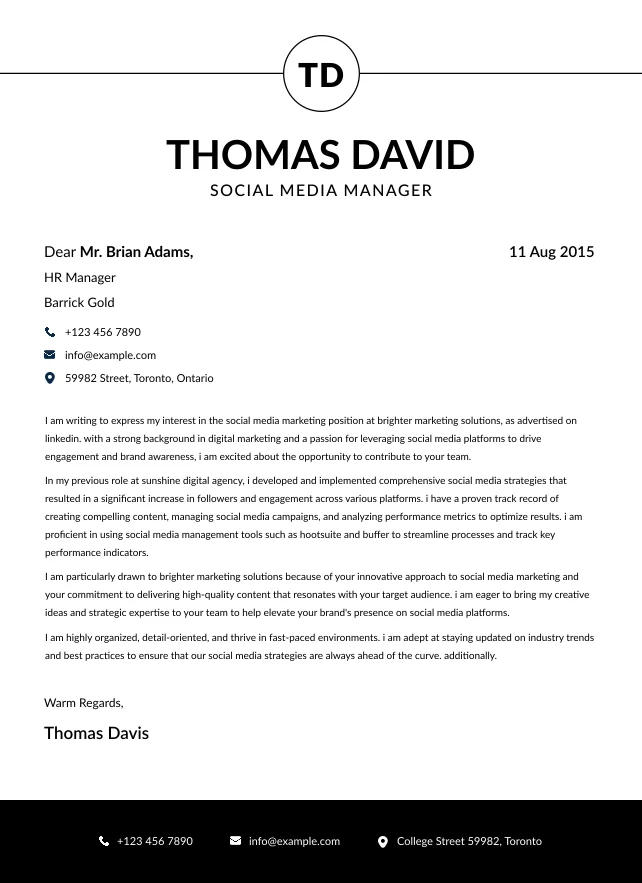 TD
THOMAS DAVID
SOCIAL MEDIA MANAGER
Dear Mr. Brian Adams,
11 Aug 2015
HR Manager
Barrick Gold
+123 456 7890
info@example.com
59982 Street, Toronto, Ontario
I am writing to express my interest in the social media marketing position at brighter marketing solutions, as advertised on
linkedin. with a strong background in digital marketing and a passion for leveraging social media platforms to drive
engagement and brand awareness, i am excited about the opportunity to contribute to your team.
In my previous role at sunshine digital agency, i developed and implemented comprehensive social media strategies that
resulted in a significant increase in followers and engagement across various platforms. i have a proven track record of
creating compelling content, managing social media campaigns, and analyzing performance metrics to optimize results. i am
proficient in using social media management tools such as hootsuite and buffer to streamline processes and track key
performance indicators.
I am particularly drawn to brighter marketing solutions because of your innovative approach to social media marketing and
your commitment to delivering high-quality content that resonates with your target audience. i am eager to bring my creative
ideas and strategic expertise to your team to help elevate your brand's presence on social media platforms.
I am highly organized, detail-oriented, and thrive in fast-paced environments. i am adept at staying updated on industry trends
and best practices to ensure that our social media strategies are always ahead of the curve. additionally.
Warm Regards,
Thomas Davis
+123 456 7890
info@example.com
College Street 59982, Toronto